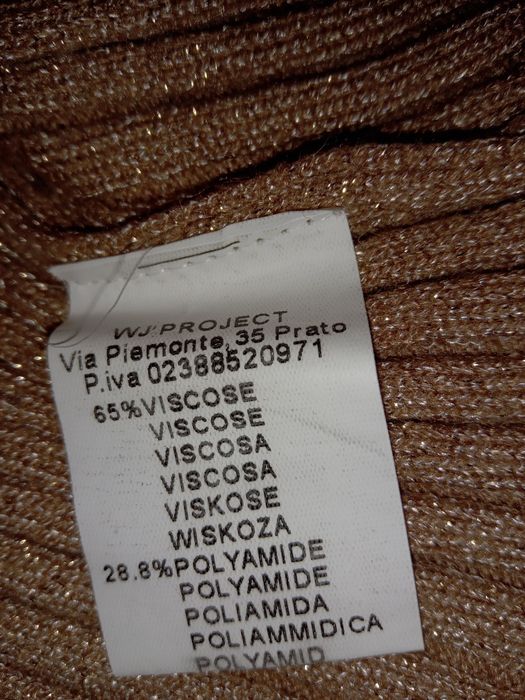 WJ'PROJECT
Via Piemonte,35 Prato
P.iva 02388520971
65%VISCOSE
VISCOSE
VISCOSA
VISCOSA
VISKOSE
WISKOZA
28.8%POLYAMIDE
POLYAMIDE
POLIAMIDA
POLIAMMIDICA
POLYAMID